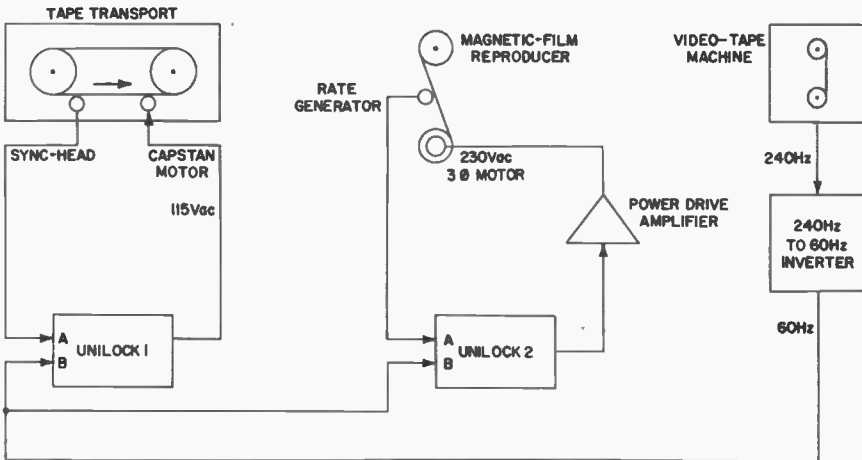 TAPE TRANSPORT
SYNC-HEAD
CAPSTAN
MOTOR
115Vac
A
B
UNILOCK 1
MAGNETIC-FILM
REPRODUCER
RATE
GENERATOR
230Vac
3 Ø MOTOR
POWER DRIVE
AMPLIFIER
A
B
UNILOCK 2
VIDEO-TAPE
MACHINE
240Hz
240Hz
TO 60Hz
INVERTER
60Hz